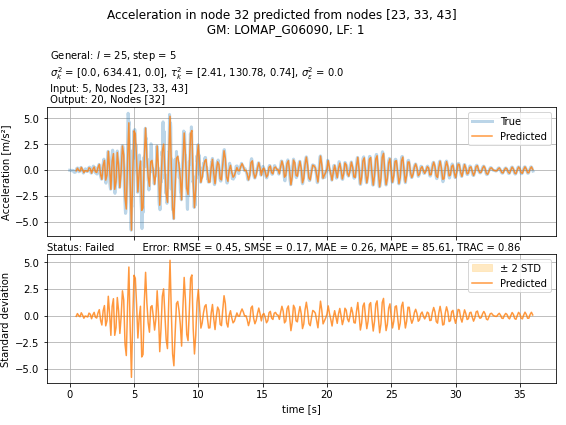 Acceleration in node 32 predicted from nodes [23, 33, 43]
GM: LOMAP_G06090, LF: 1
General: l = 25, step = 5
σ²ₖ = [0.0, 634.41, 0.0], τ²ₖ = [2.41, 130.78, 0.74], σ²ε = 0.0
Input: 5, Nodes [23, 33, 43]
Output: 20, Nodes [32]
Acceleration [m/s²]
5.0
2.5
0.0
−2.5
−5.0
True
Predicted
Status: Failed
Error: RMSE = 0.45, SMSE = 0.17, MAE = 0.26, MAPE = 85.61, TRAC = 0.86
Standard deviation
5.0
2.5
0.0
−2.5
−5.0
± 2 STD
Predicted
0 5 10 15 20 25 30 35
time [s]